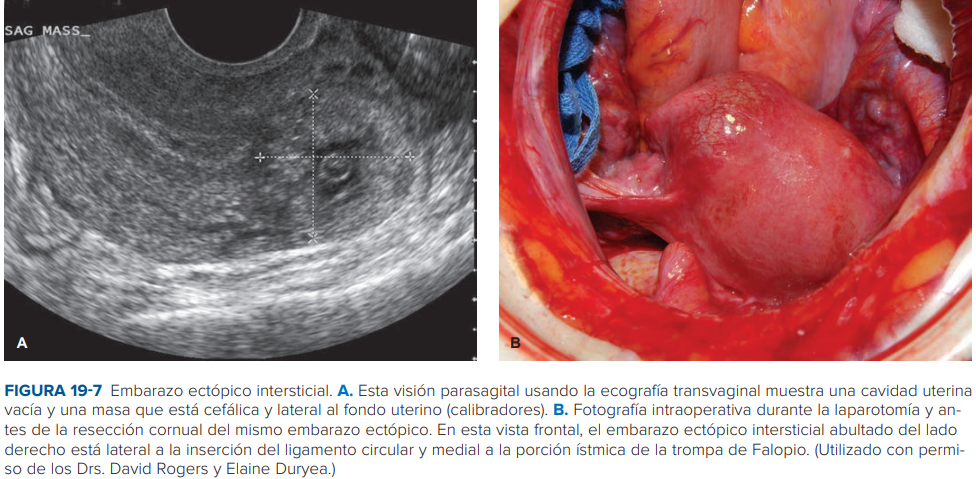 SAG MASS_
A
B
FIGURA 19-7 Embarazo ectópico intersticial. A. Esta visión parasagital usando la ecografía transvaginal muestra una cavidad uterina
vacía y una masa que está cefálica y lateral al fondo uterino (calibradores). B. Fotografía intraoperativa durante la laparotomía y an-
tes de la resección cornual del mismo embarazo ectópico. En esta vista frontal, el embarazo ectópico intersticial abultado del lado
derecho está lateral a la inserción del ligamento circular y medial a la porción ístmica de la trompa de Falopio. (Utilizado con permi-
so de los Drs. David Rogers y Elaine Duryea.)